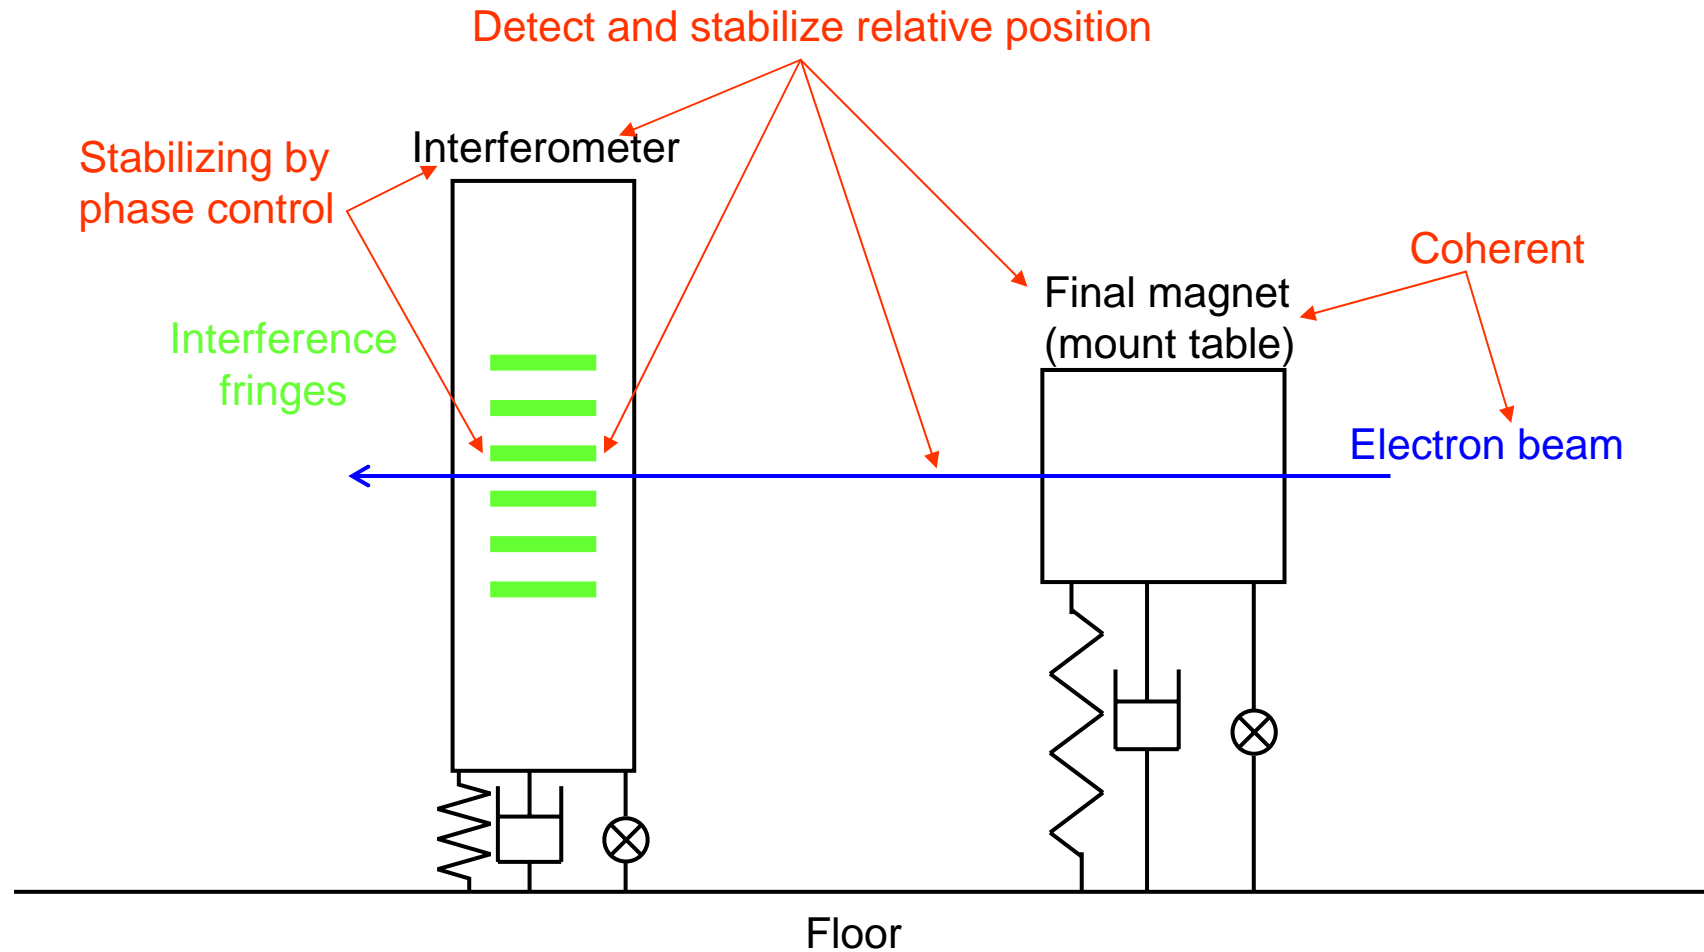 Detect and stabilize relative position
Interferometer
Stabilizing by
phase control
Coherent
Final magnet
(mount table)
Interference
fringes
Electron beam
Floor